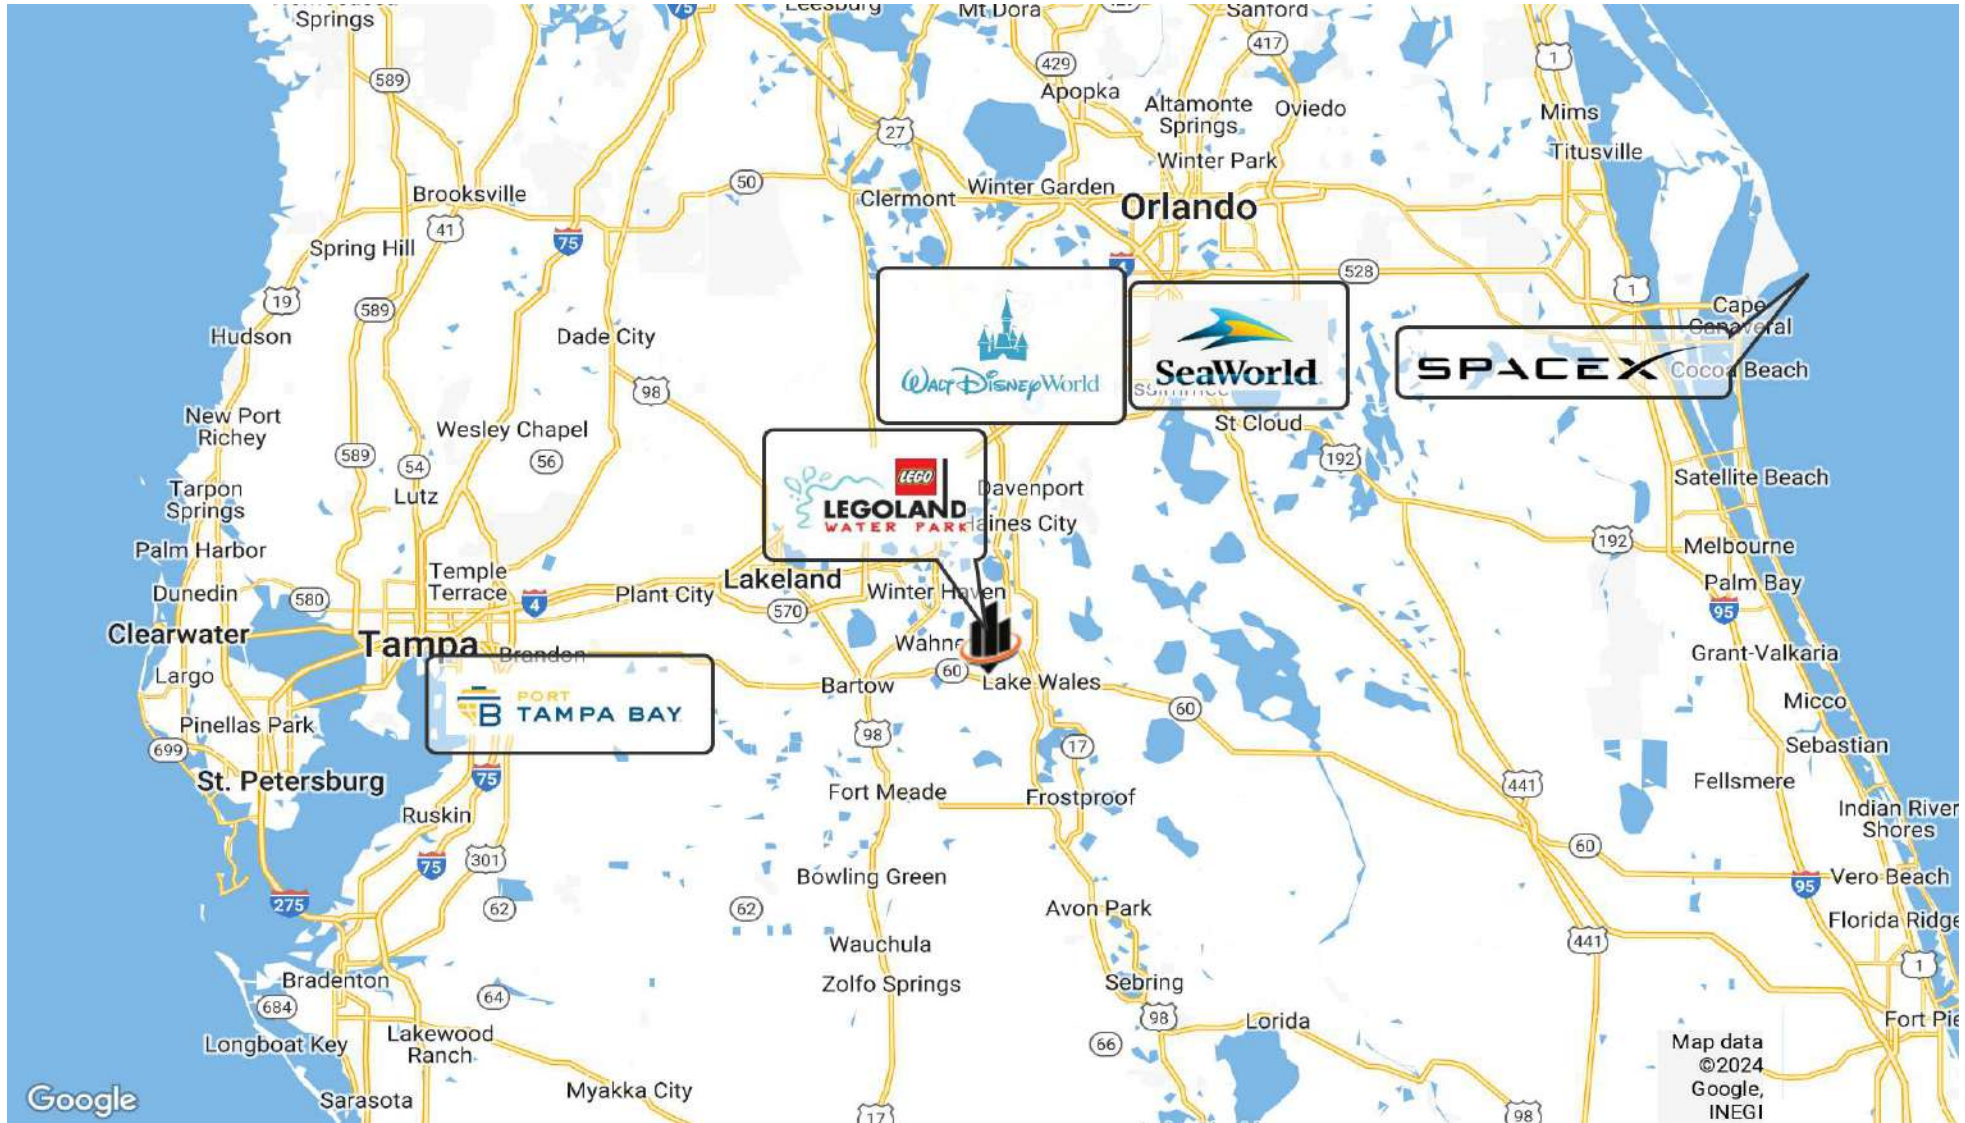 Springs
75
Leesburg
Mt Dora
Sanford
417
589
429
1
Apopka
Altamonte
Springs
Oviedo
Mims
27
Titusville
Winter Park
50
Brooksville
Clermont
Winter Garden
Orlando
41
75
Spring Hill
4
528
19
589
1
Cape
Canaveral
Hudson
Dade City
WALT DISNEY World
SeaWorld
SPACEX
Cocoa Beach
98
New Port
Richey
Wesley Chapel
St Cloud
589
54
56
192
LEGO
LEGOLAND
WATER PARK
Davenport
Haines City
Satellite Beach
Tarpon
Springs
Lutz
192
Palm Harbor
Melbourne
Temple
Terrace
Lakeland
Palm Bay
Dunedin
580
4
Plant City
570
Winter Haven
95
Clearwater
Tampa
Brandon
Wahne
Grant-Valkaria
Largo
Bartow
60
Lake Wales
60
Micco
PORT
TAMPA BAY
B
Pinellas Park
699
98
17
Sebastian
St. Petersburg
75
Fort Meade
Frostproof
441
Fellsmere
Ruskin
Indian River
Shores
75
301
60
Bowling Green
95
Vero Beach
275
62
62
Avon Park
Florida Ridge
Wauchula
441
Bradenton
Zolfo Springs
Sebring
1
684
64
98
Lorida
Fort Pie
Longboat Key
Lakewood
Ranch
66
Map data
©2024
Google,
INEGI
Google
Sarasota
Myakka City
17
98